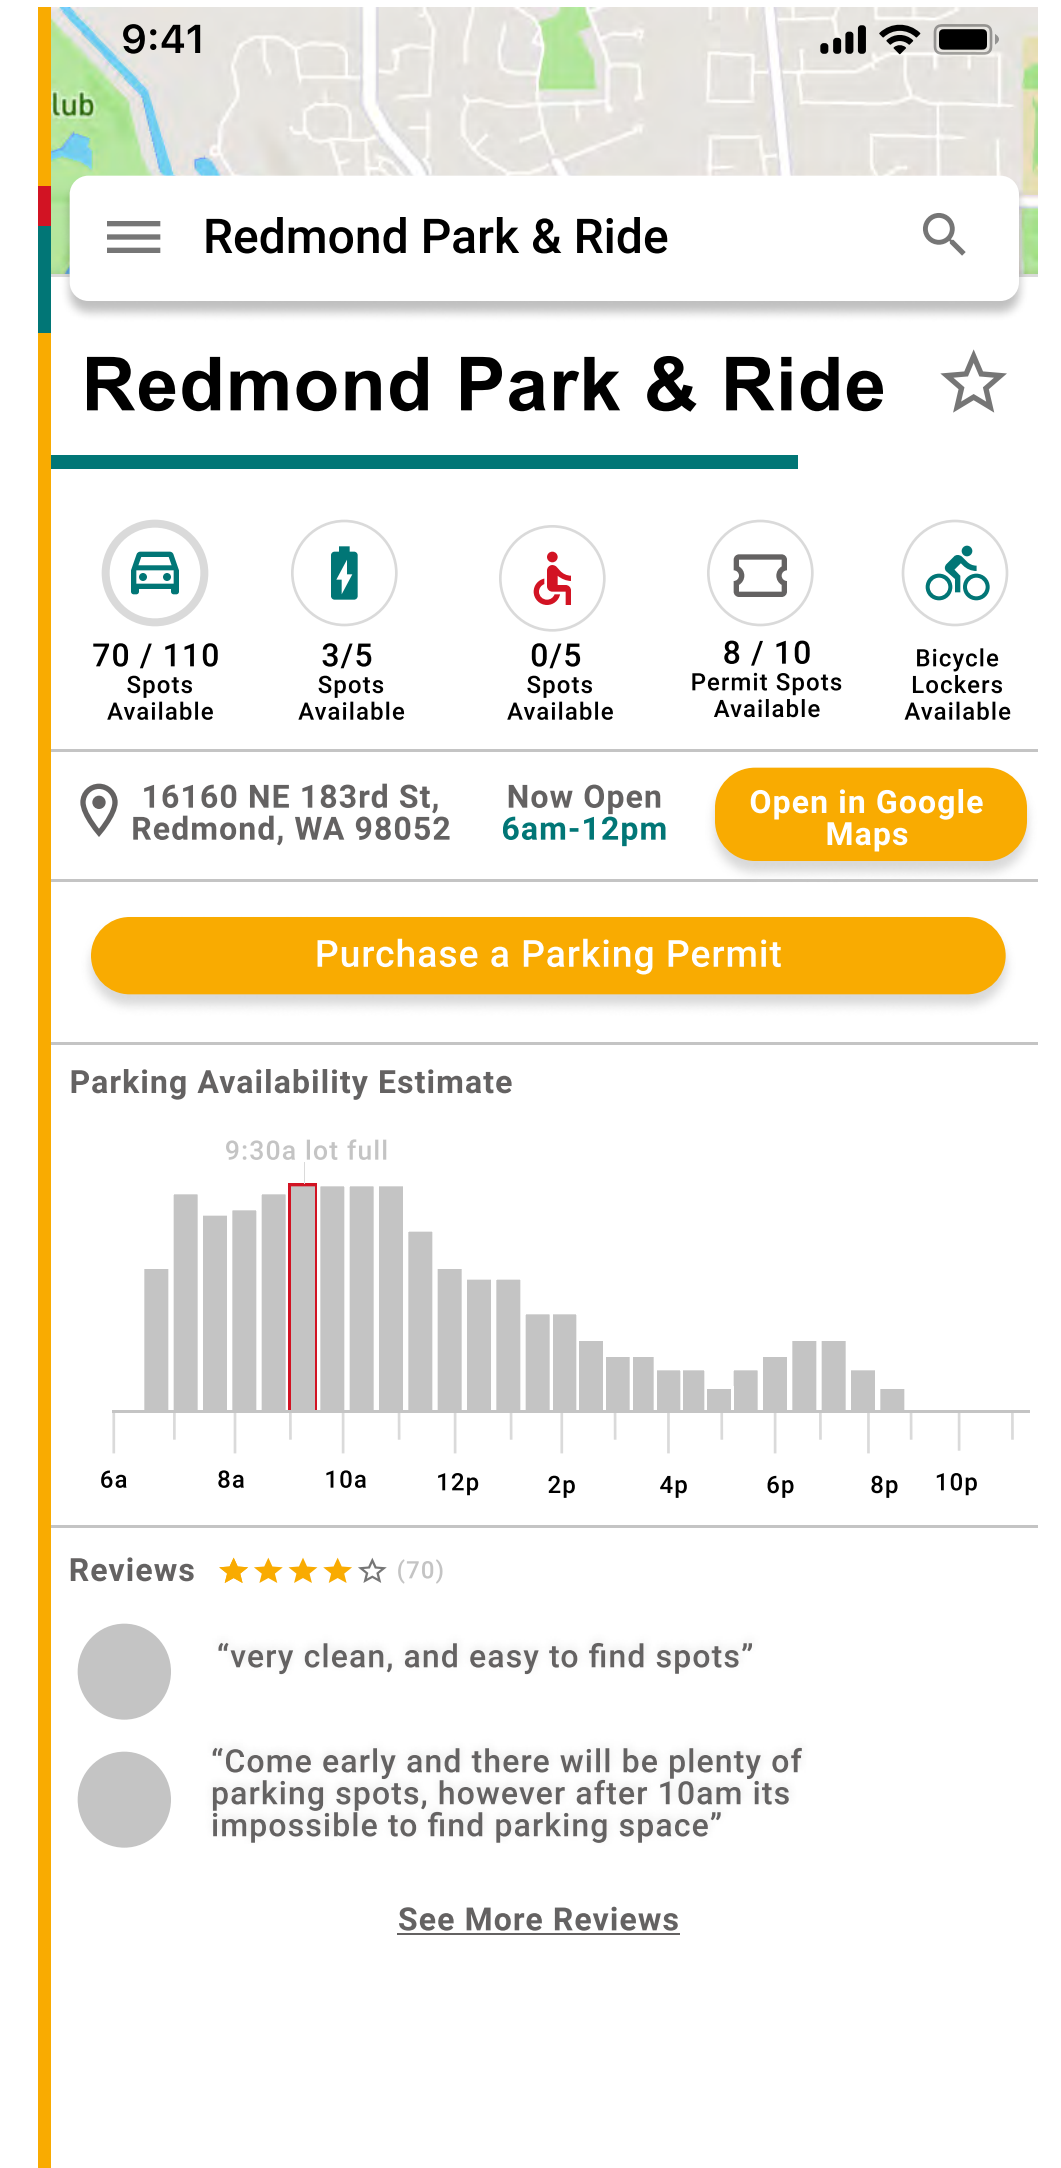 9:41
lub
Redmond Park & Ride
Redmond Park & Ride
70 / 110
Spots
Available
3/5
Spots
Available
0/5
Spots
Available
8 / 10
Permit Spots
Available
Bicycle
Lockers
Available
16160 NE 183rd St,
Redmond, WA 98052
Now Open
6am-12pm
Open in Google
Maps
Purchase a Parking Permit
Parking Availability Estimate
9:30a lot full
6a 8a 10a 12p 2p 4p 6p 8p 10p
Reviews (70)
“very clean, and easy to find spots”
“Come early and there will be plenty of
parking spots, however after 10am its
impossible to find parking space”
See More Reviews